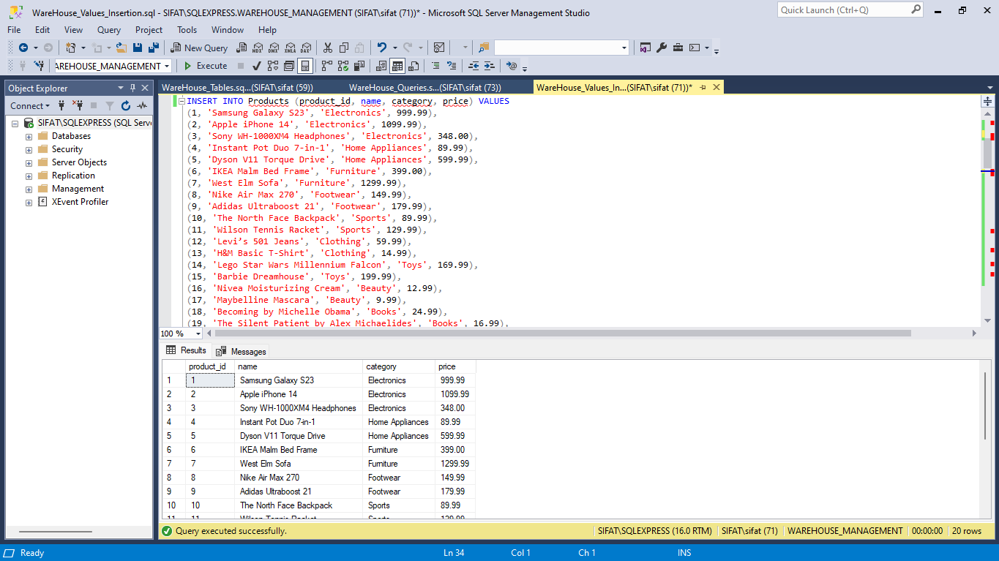 WareHouse_Values_Insertion.sql - SIFAT\SQLEXPRESS.WAREHOUSE_MANAGEMENT (SIFAT\sifat (71))* - Microsoft SQL Server Management Studio
Quick Launch (Ctrl+Q)
File Edit View Query Project Tools Window Help
New Query MDX DMX XMLA DAX
AREHOUSE_MANAGEMENT Execute
Object Explorer
WareHouse_Tables.sq...(SIFAT\sifat (59)) WareHouse_Queries.s...(SIFAT\sifat (73)) WareHouse_Values_In...(SIFAT\sifat (71))*
Connect
SIFAT\SQLEXPRESS (SQL Serve
Databases
Security
Server Objects
Replication
Management
XEvent Profiler
INSERT INTO Products (product_id, name, category, price) VALUES
(1, 'Samsung Galaxy S23', 'Electronics', 999.99),
(2, 'Apple iPhone 14', 'Electronics', 1099.99),
(3, 'Sony WH-1000XM4 Headphones', 'Electronics', 348.00),
(4, 'Instant Pot Duo 7-in-1', 'Home Appliances', 89.99),
(5, 'Dyson V11 Torque Drive', 'Home Appliances', 599.99),
(6, 'IKEA Malm Bed Frame', 'Furniture', 399.00),
(7, 'West Elm Sofa', 'Furniture', 1299.99),
(8, 'Nike Air Max 270', 'Footwear', 149.99),
(9, 'Adidas Ultraboost 21', 'Footwear', 179.99),
(10, 'The North Face Backpack', 'Sports', 89.99),
(11, 'Wilson Tennis Racket', 'Sports', 129.99),
(12, 'Levi’s 501 Jeans', 'Clothing', 59.99),
(13, 'H&M Basic T-Shirt', 'Clothing', 14.99),
(14, 'Lego Star Wars Millennium Falcon', 'Toys', 169.99),
(15, 'Barbie Dreamhouse', 'Toys', 199.99),
(16, 'Nivea Moisturizing Cream', 'Beauty', 12.99),
(17, 'Maybelline Mascara', 'Beauty', 9.99),
(18, 'Becoming by Michelle Obama', 'Books', 24.99),
(19, 'The Silent Patient by Alex Michaelides', 'Books', 16.99),
100 %
Results Messages
product_id name category price
1 1 Samsung Galaxy S23 Electronics 999.99
2 2 Apple iPhone 14 Electronics 1099.99
3 3 Sony WH-1000XM4 Headphones Electronics 348.00
4 4 Instant Pot Duo 7-in-1 Home Appliances 89.99
5 5 Dyson V11 Torque Drive Home Appliances 599.99
6 6 IKEA Malm Bed Frame Furniture 399.00
7 7 West Elm Sofa Furniture 1299.99
8 8 Nike Air Max 270 Footwear 149.99
9 9 Adidas Ultraboost 21 Footwear 179.99
10 10 The North Face Backpack Sports 89.99
11 11 Wilson Tennis Racket Sports 129.99
Query executed successfully. SIFAT\SQLEXPRESS (16.0 RTM) SIFAT\sifat (71) WAREHOUSE_MANAGEMENT 00:00:00 20 rows
Ready Ln 34 Col 1 Ch 1 INS